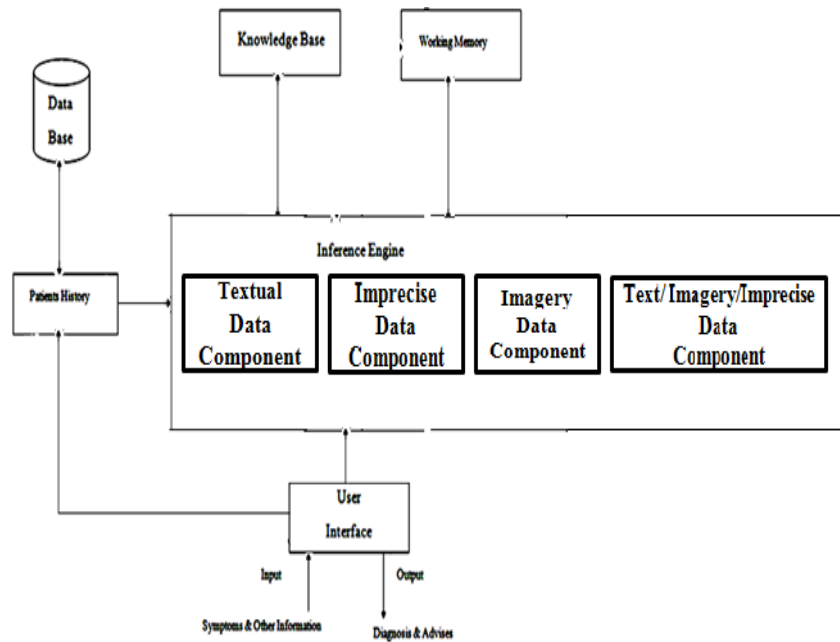 Knowledge Base
Working Memory
Data
Base
Inference Engine
Patients History
Textual
Data
Component
Imprecise
Data
Component
Imagery
Data
Component
Text/ Imagery/Imprecise
Data
Component
User
Interface
Input
Output
Symptoms & Other Information
Diagnosis & Advises